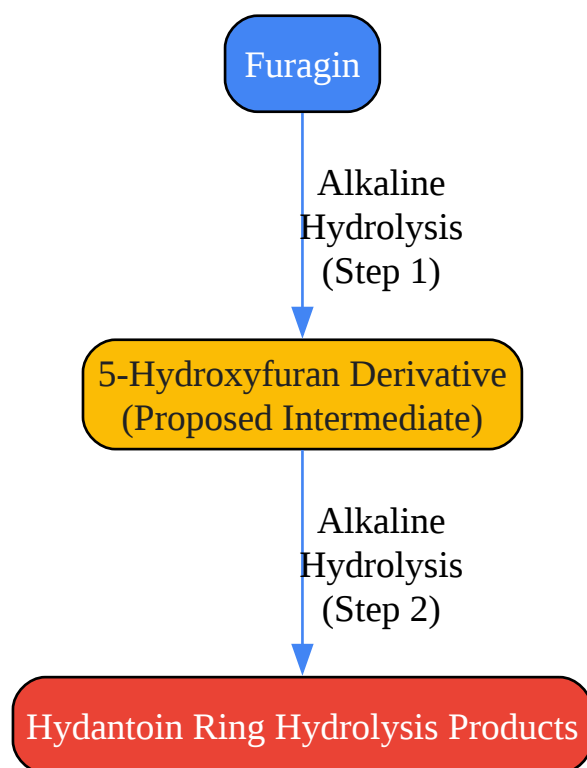 Furagin
Alkaline
Hydrolysis
(Step 1)
5-Hydroxyfuran Derivative
(Proposed Intermediate)
Alkaline
Hydrolysis
(Step 2)
Hydantoin Ring Hydrolysis Products